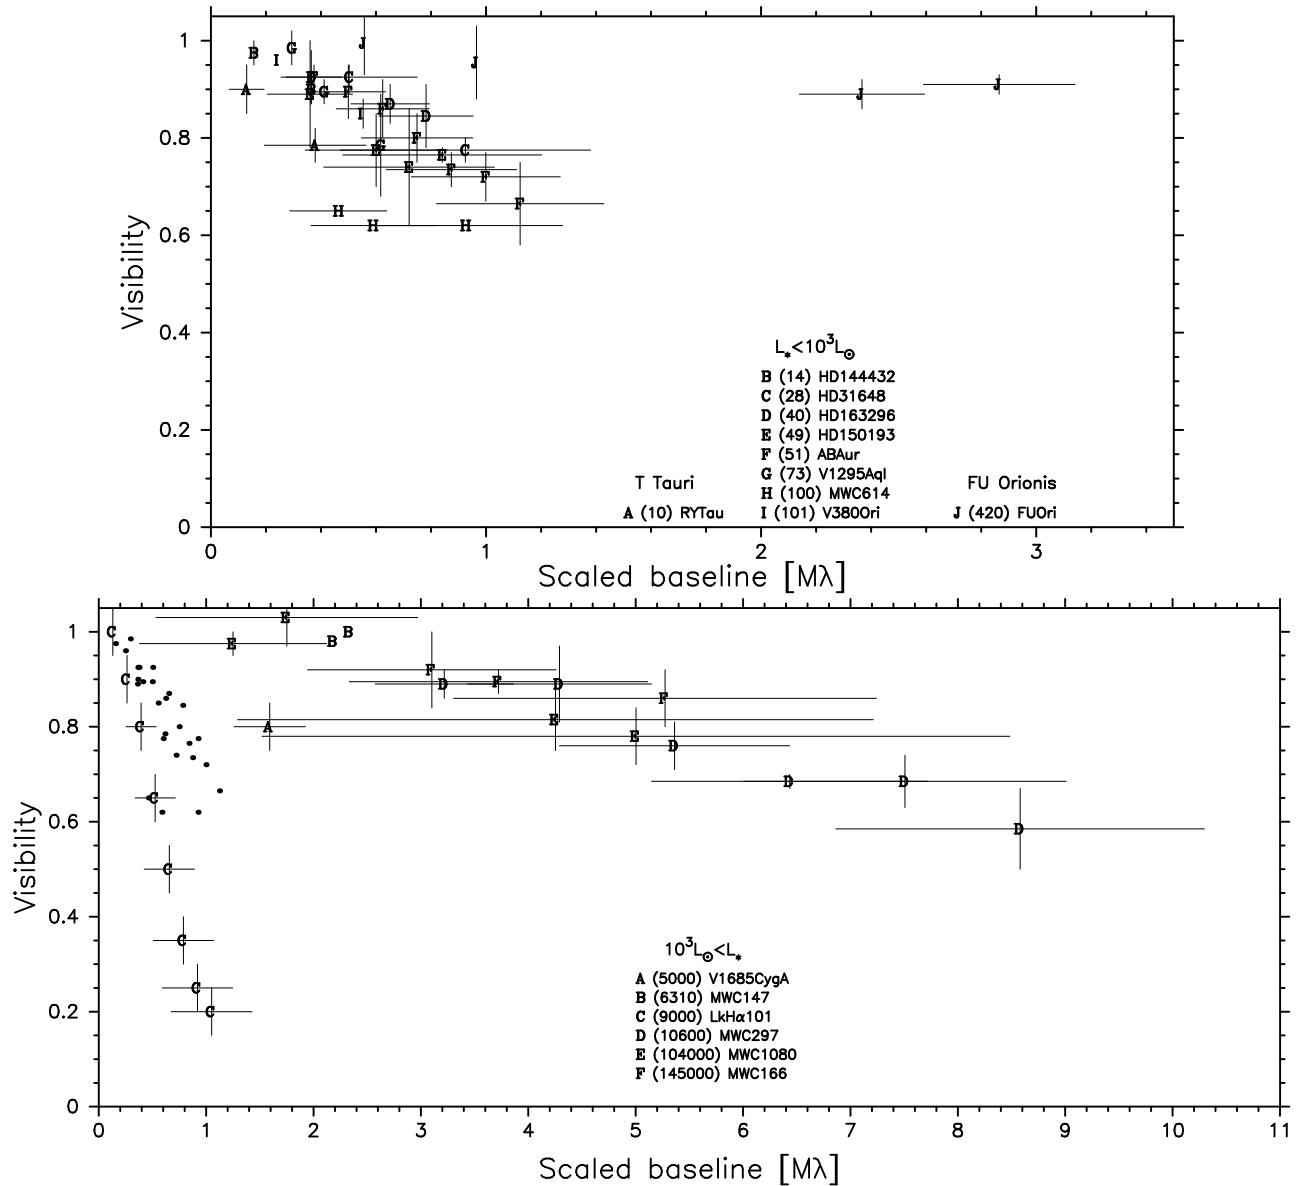 1
0.8
0.6
0.4
0.2
0
Visibility
L*<10³L⊙
B (14) HD144432
C (28) HD31648
D (40) HD163296
E (49) HD150193
F (51) ABAur
G (73) V1295Aql
H (100) MWC614
T Tauri
FU Orionis
A (10) RYTau
I (101) V380Ori
J (420) FUOri
0 1 2 3
Scaled baseline [Mλ]
1
0.8
0.6
0.4
0.2
0
Visibility
10³L⊙<L*
A (5000) V1685CygA
B (6310) MWC147
C (9000) LkHα101
D (10600) MWC297
E (104000) MWC1080
F (145000) MWC166
0 1 2 3 4 5 6 7 8 9 10 11
Scaled baseline [Mλ]